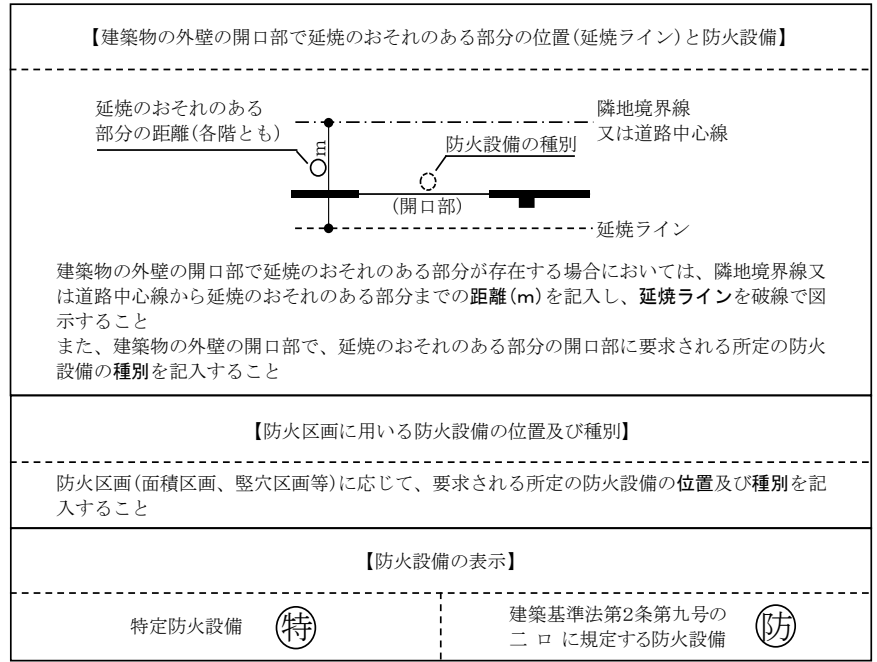 【建築物の外壁の開口部で延焼のおそれのある部分の位置(延焼ライン)と防火設備】
延焼のおそれのある
部分の距離(各階とも)
○m
防火設備の種別
(開口部)
隣地境界線
又は道路中心線
延焼ライン
建築物の外壁の開口部で延焼のおそれのある部分が存在する場合においては、隣地境界線又
は道路中心線から延焼のおそれのある部分までの距離(m)を記入し、延焼ラインを破線で図
示すること
また、建築物の外壁の開口部で、延焼のおそれのある部分の開口部に要求される所定の防火
設備の種別を記入すること
【防火区画に用いる防火設備の位置及び種別】
防火区画(面積区画、竪穴区画等)に応じて、要求される所定の防火設備の位置及び種別を記
入すること
【防火設備の表示】
特定防火設備 特
建築基準法第2条第九号の
二 ロ に規定する防火設備 防